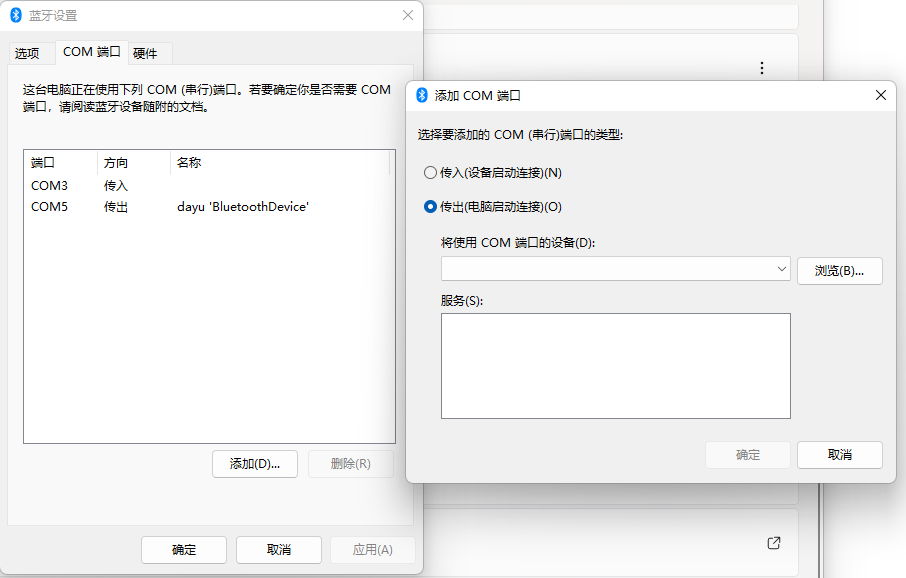 蓝牙设置
选项 COM 端口 硬件
这台电脑正在使用下列 COM (串行)端口。若要确定你是否需要 COM
端口，请阅读蓝牙设备随附的文档。
端口 方向 名称
COM3 传入
COM5 传出 dayu 'BluetoothDevice'
添加(D)... 删除(R)
确定 取消 应用(A)
添加 COM 端口
选择要添加的 COM (串行)端口的类型:
传入(设备启动连接)(N)
传出(电脑启动连接)(O)
将使用 COM 端口的设备(D):
浏览(B)...
服务(S):
确定 取消